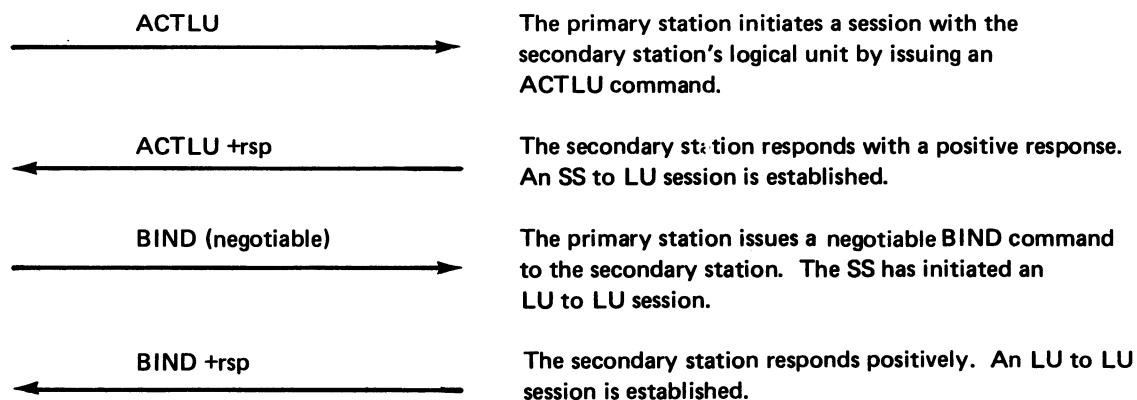 ACTLU
The primary station initiates a session with the
secondary station's logical unit by issuing an
ACTLU command.
ACTLU +rsp
The secondary station responds with a positive response.
An SS to LU session is established.
BIND (negotiable)
The primary station issues a negotiable BIND command
to the secondary station. The SS has initiated an
LU to LU session.
BIND +rsp
The secondary station responds positively. An LU to LU
session is established.